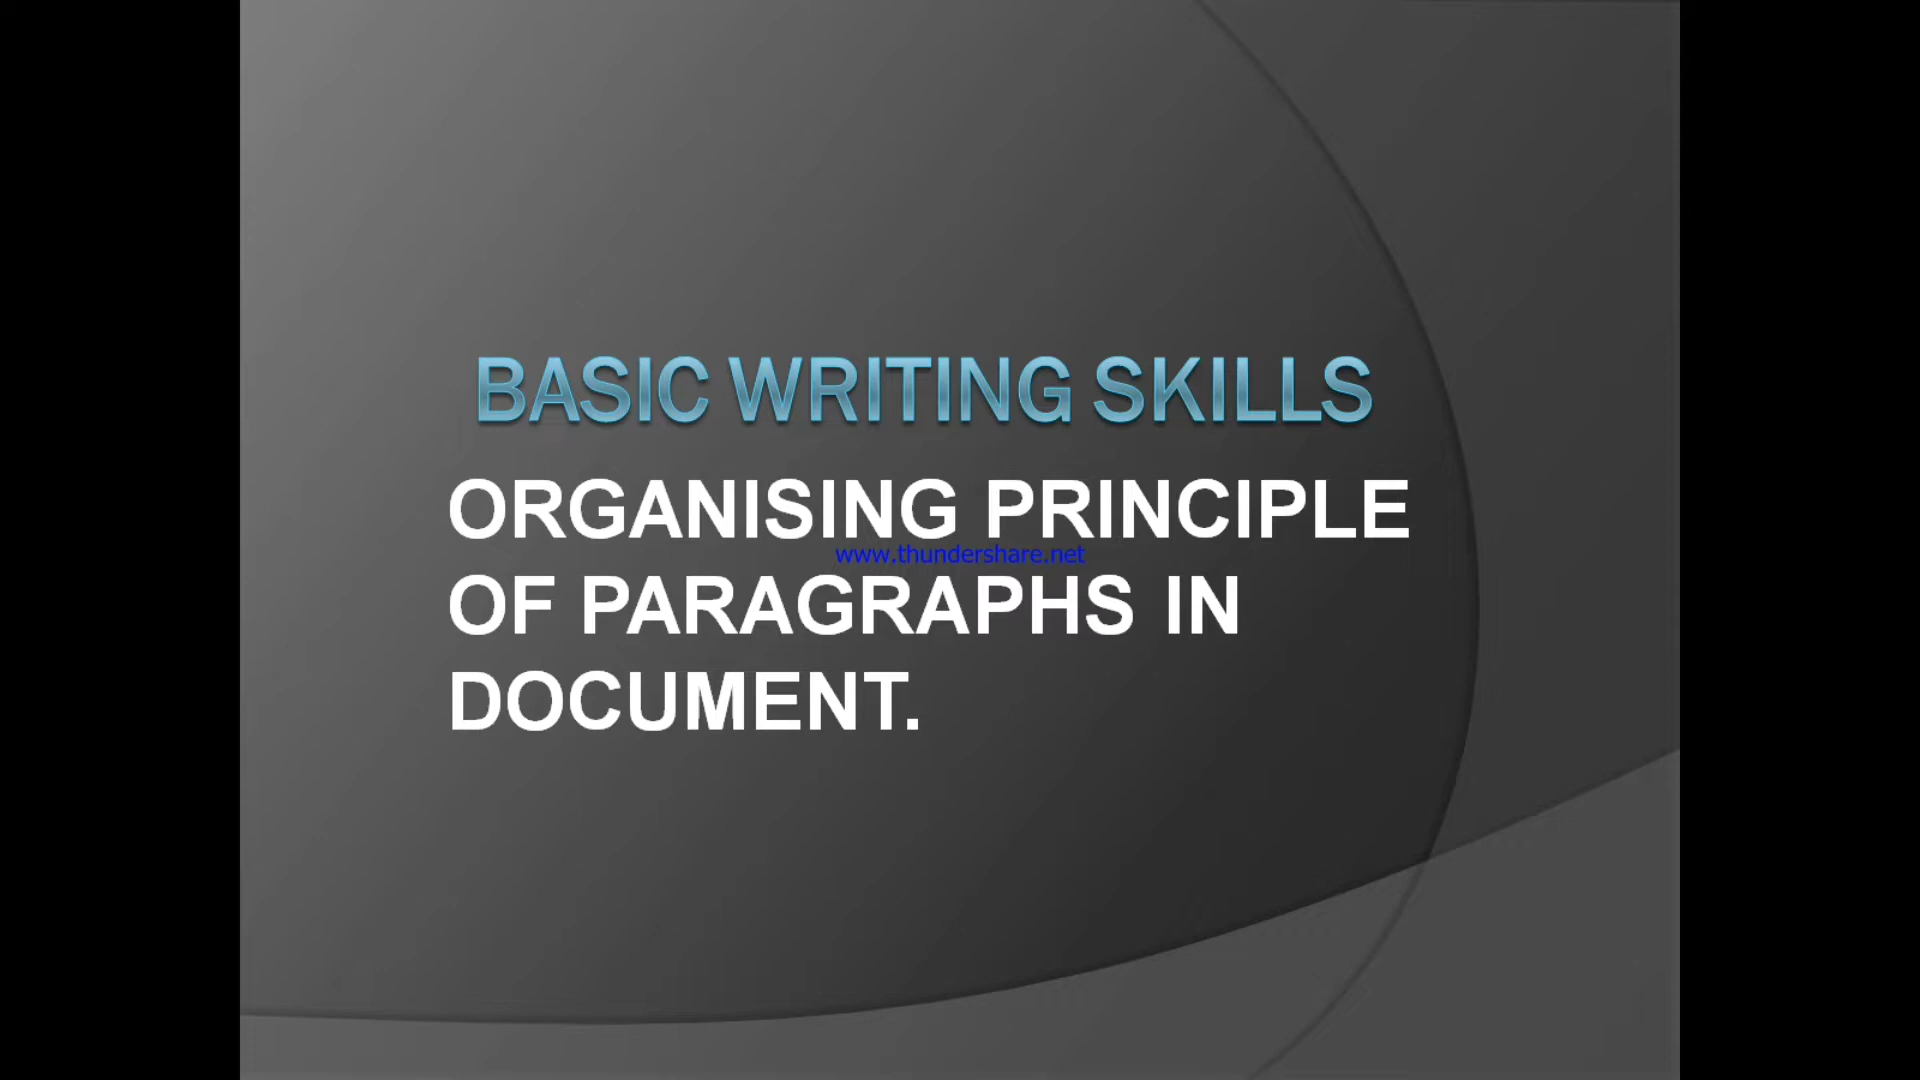 BASIC WRITING SKILLS
ORGANISING PRINCIPLE
www.thundershare.net
OF PARAGRAPHS IN
DOCUMENT.